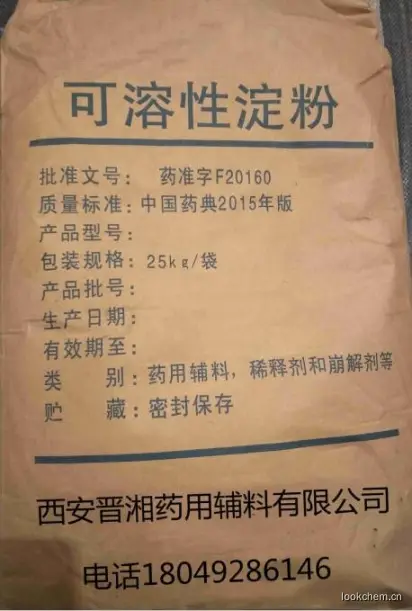 可溶性淀粉
批准文号： 药准字F20160
质量标准：中国药典2015年版
产品型号：
包装规格：25kg/袋
产品批号：
生产日期：
有效期至：
类 别：药用辅料，稀释剂和崩解剂等
贮 藏：密封保存
西安晋湘药用辅料有限公司
电话18049286146
lookchem.cn